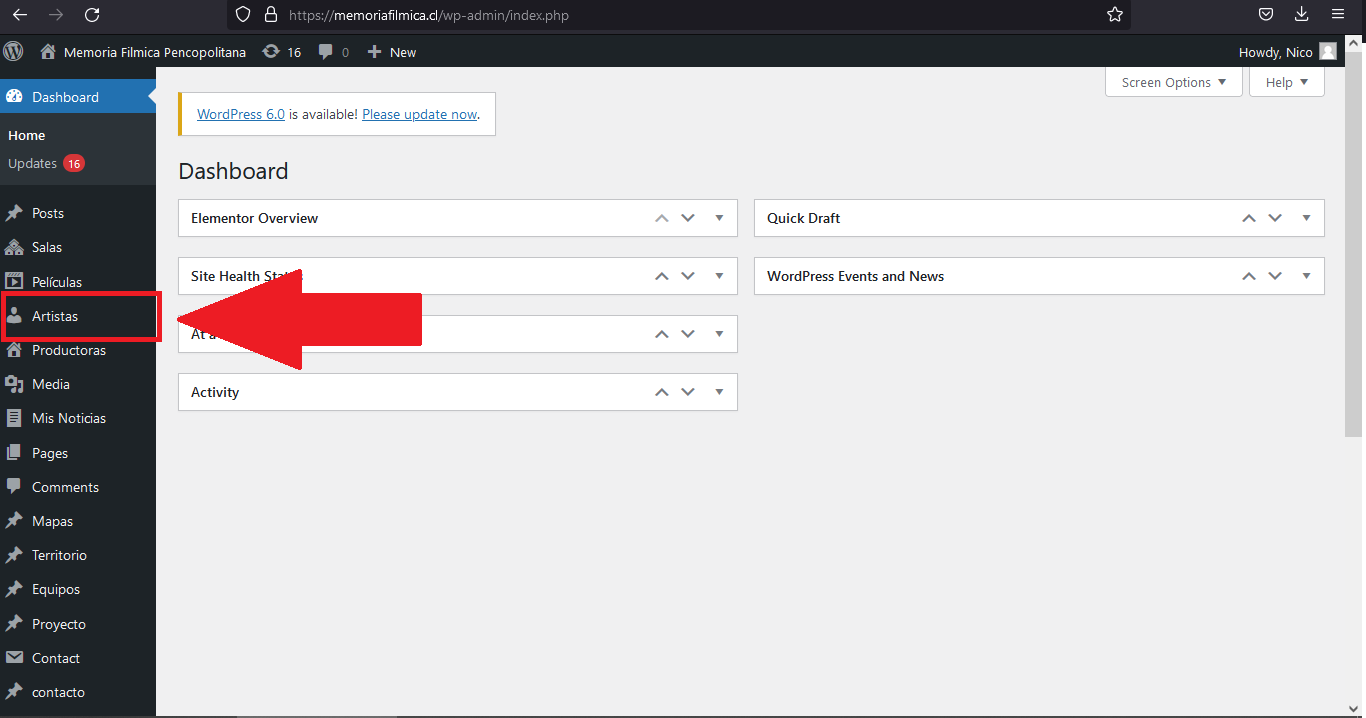 https://memoriafilmica.cl/wp-admin/index.php
Memoria Filmica Pencopolitana 16 0 New Howdy, Nico
Screen Options Help
Dashboard
Home
Updates 16
Posts
Salas
Películas
Artistas
Productoras
Media
Mis Noticias
Pages
Comments
Mapas
Territorio
Equipos
Proyecto
Contact
contacto
WordPress 6.0 is available! Please update now.
Dashboard
Elementor Overview
Site Health
At a
Activity
Quick Draft
WordPress Events and News